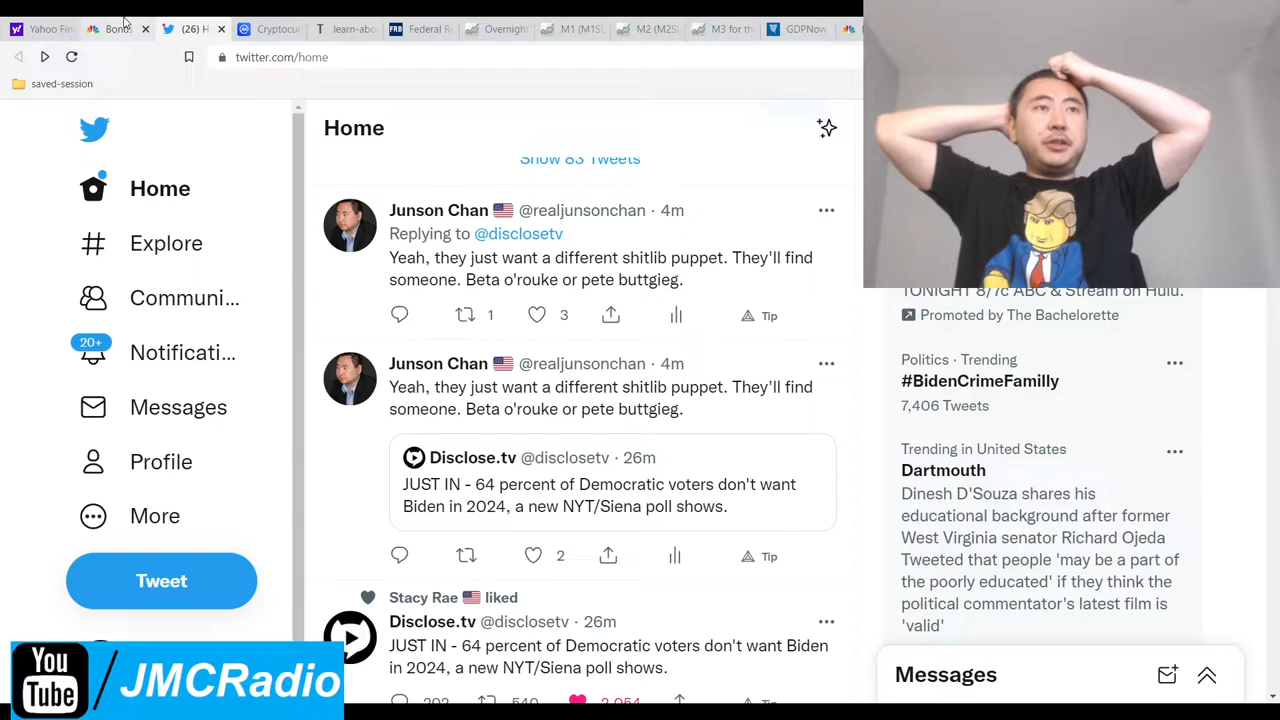 Yahoo Fin
Bonds
(26) H
Cryptocur
learn-abo
Federal Re
Overnight
M1 (M1SL
M2 (M2SL
M3 for the
GDPNow
twitter.com/home
saved-session
Home
Explore
Communi...
20+
Notificati...
Messages
Profile
More
Tweet
Home
Show 83 Tweets
Junson Chan 🇺🇸 @realjunsonchan · 4m
Replying to @disclosetv
Yeah, they just want a different shitlib puppet. They'll find
someone. Beta o'rouke or pete buttgieg.
1 3 Tip
Junson Chan 🇺🇸 @realjunsonchan · 4m
Yeah, they just want a different shitlib puppet. They'll find
someone. Beta o'rouke or pete buttgieg.
Disclose.tv @disclosetv · 26m
JUST IN - 64 percent of Democratic voters don't want
Biden in 2024, a new NYT/Siena poll shows.
2 Tip
Stacy Rae 🇺🇸 liked
Disclose.tv @disclosetv · 26m
JUST IN - 64 percent of Democratic voters don't want Biden
in 2024, a new NYT/Siena poll shows.
202 540 2,054 Tip
TONIGHT 8/7c ABC & Stream on Hulu.
Promoted by The Bachelorette
Politics · Trending
#BidenCrimeFamilly
7,406 Tweets
Trending in United States
Dartmouth
Dinesh D'Souza shares his
educational background after former
West Virginia senator Richard Ojeda
Tweeted that people 'may be a part of
the poorly educated' if they think the
political commentator's latest film is
'valid'
Messages
You
Tube
/JMCRadio